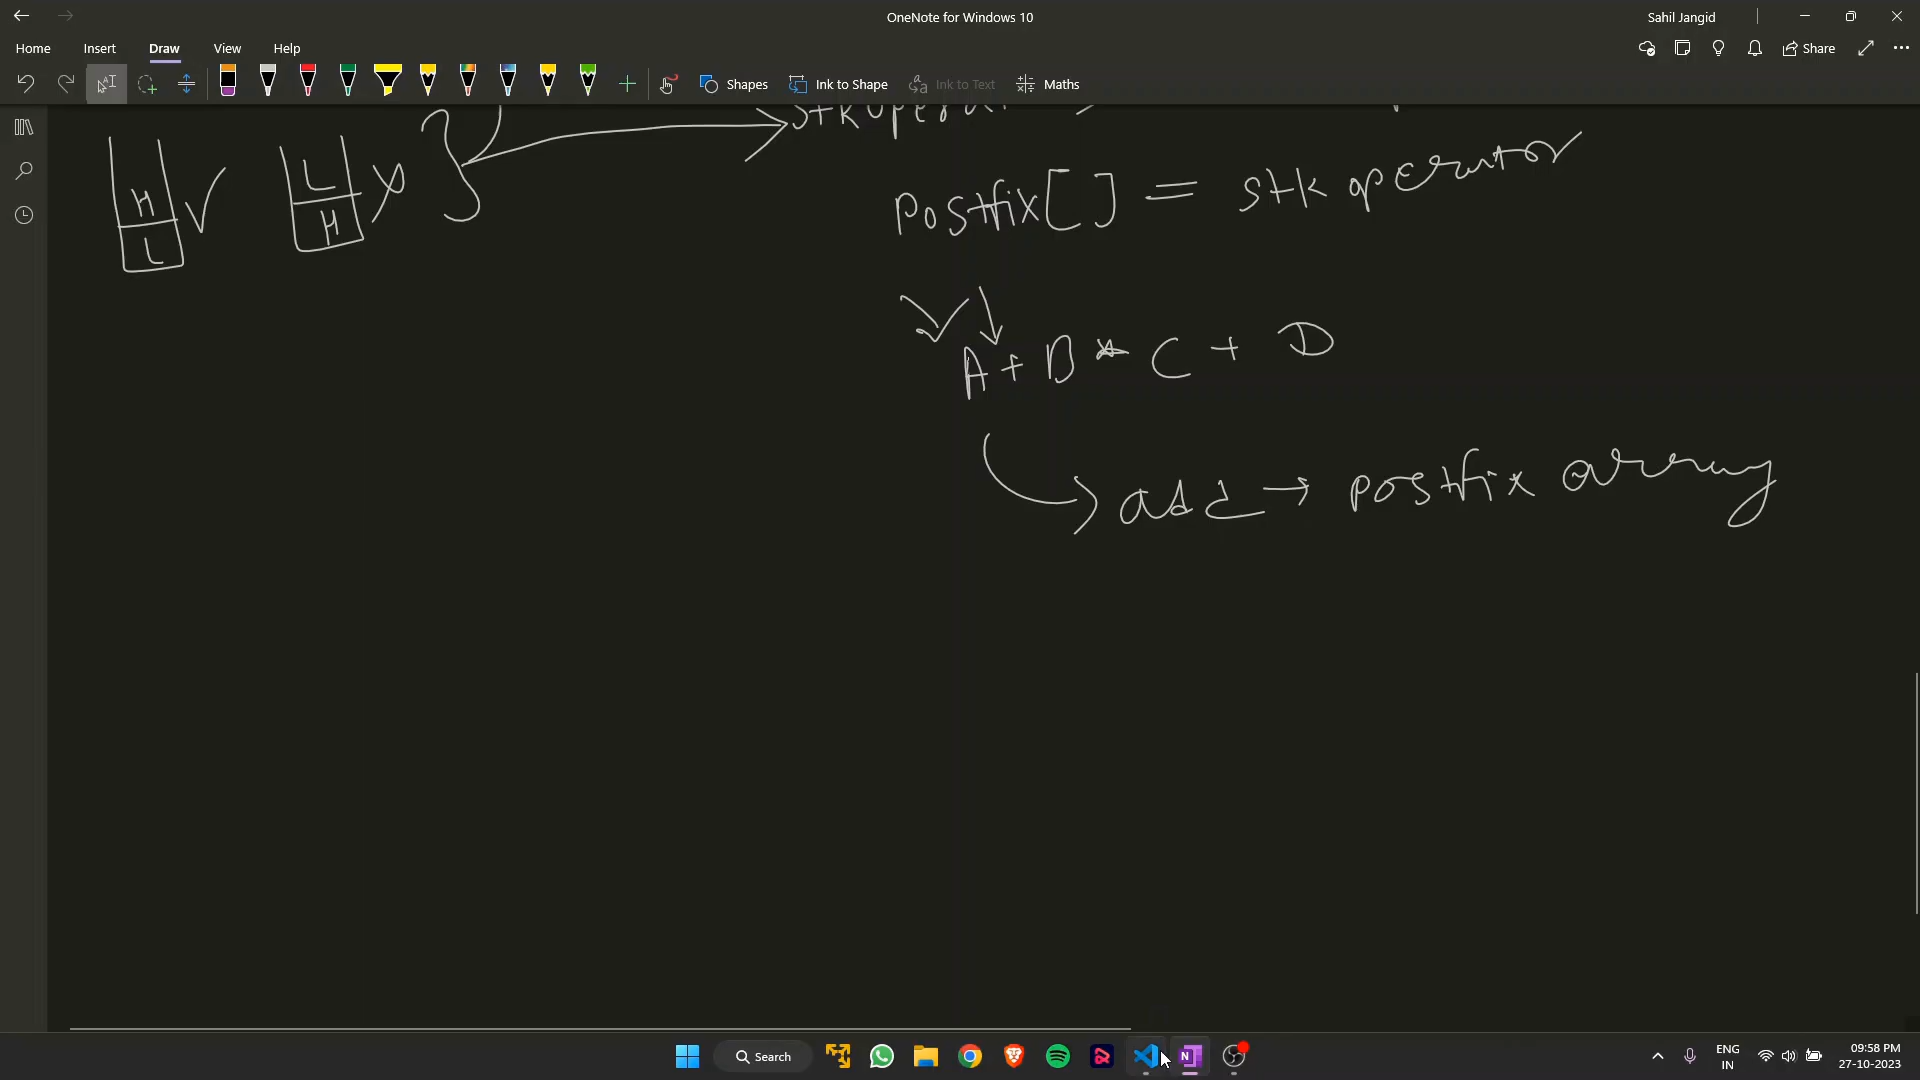 OneNote for Windows 10
Sahil Jangid
Home Insert Draw View Help
Share
Shapes Ink to Shape Ink to Text Maths
H L
L H
Postfix[] = stk operator
A + B * C + D
add → postfix array
Search
ENG IN
09:58 PM
27-10-2023